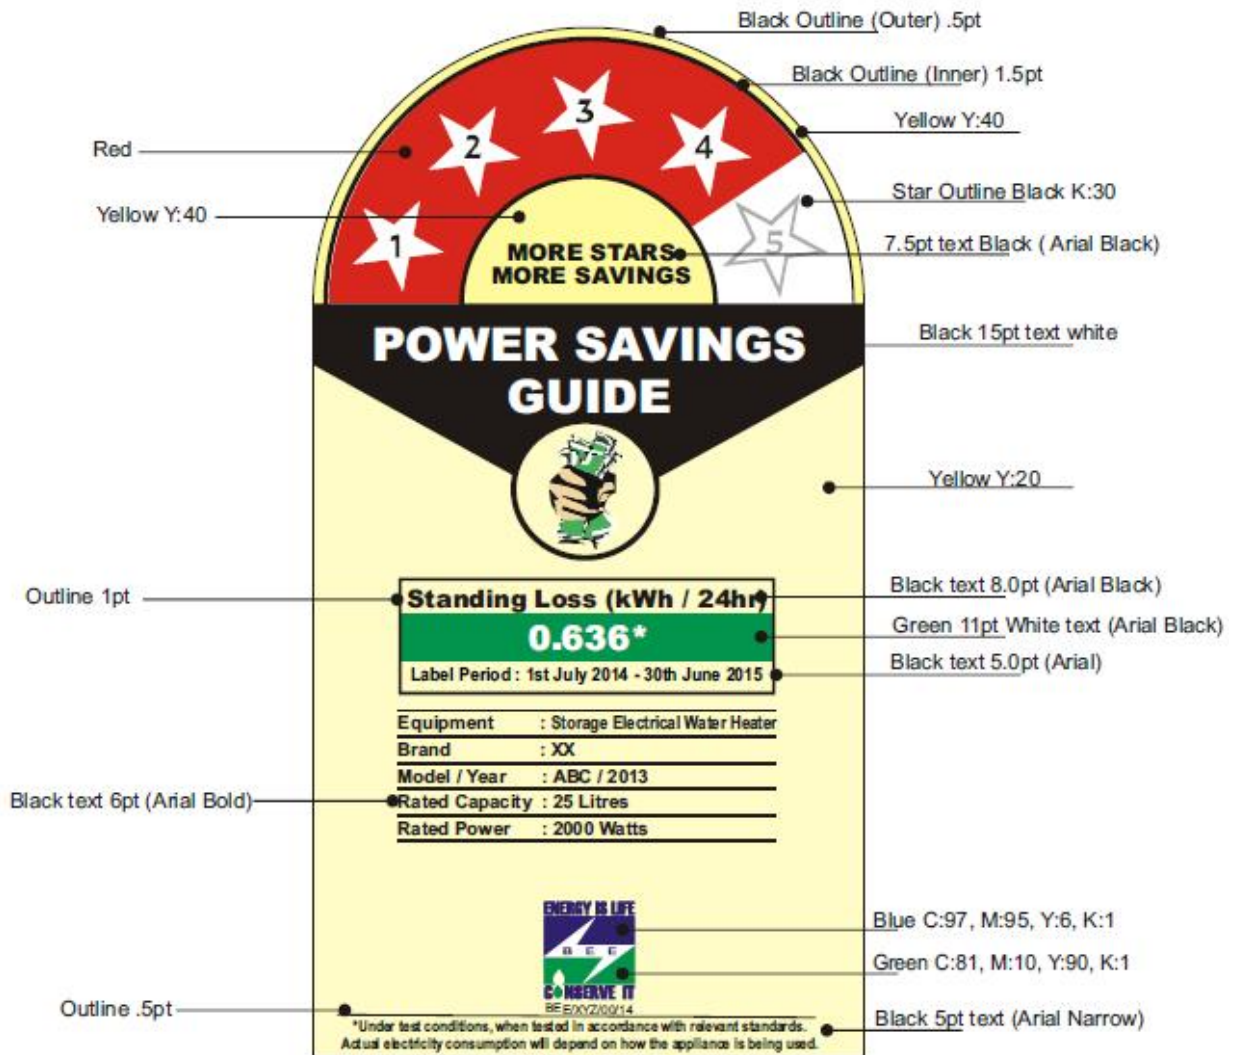 Black Outline (Outer) .5pt
Black Outline (Inner) 1.5pt
Yellow Y:40
Red
Star Outline Black K:30
Yellow Y:40
7.5pt text Black ( Arial Black)
1
2
3
4
5
MORE STARS
MORE SAVINGS
Black 15pt text white
POWER SAVINGS
GUIDE
Yellow Y:20
Outline 1pt
Standing Loss (kWh / 24hr)
Black text 8.0pt (Arial Black)
0.636*
Green 11pt White text (Arial Black)
Label Period : 1st July 2014 - 30th June 2015
Black text 5.0pt (Arial)
Equipment : Storage Electrical Water Heater
Brand : XX
Model / Year : ABC / 2013
Black text 6pt (Arial Bold)
Rated Capacity : 25 Litres
Rated Power : 2000 Watts
ENERGY IS LIFE
Blue C:97, M:95, Y:6, K:1
B E E
Green C:81, M:10, Y:90, K:1
CONSERVE IT
BEE/XYZ/00/14
Outline .5pt
Black 5pt text (Arial Narrow)
*Under test conditions, when tested in accordance with relevant standards.
Actual electricity consumption will depend on how the appliance is being used.